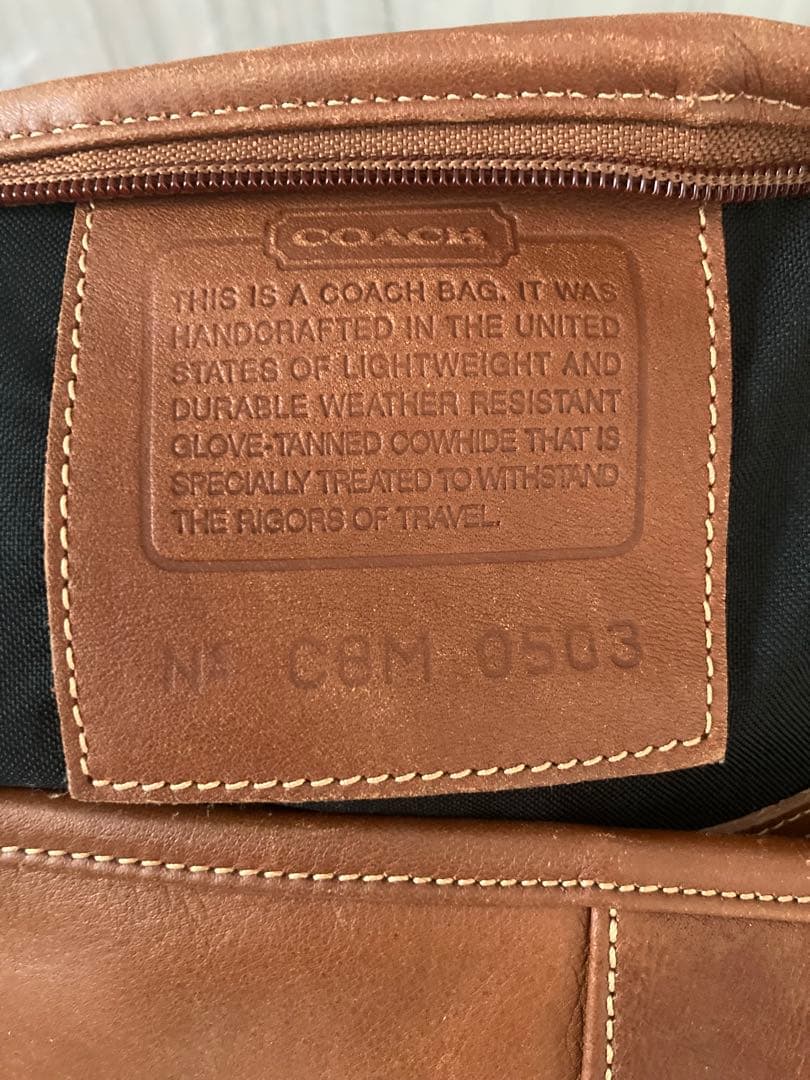 COACH
THIS IS A COACH BAG. IT WAS
HANDCRAFTED IN THE UNITED
STATES OF LIGHTWEIGHT AND
DURABLE WEATHER RESISTANT
GLOVE-TANNED COWHIDE THAT IS
SPECIALLY TREATED TO WITHSTAND
THE RIGORS OF TRAVEL.
Nº C8M 0503